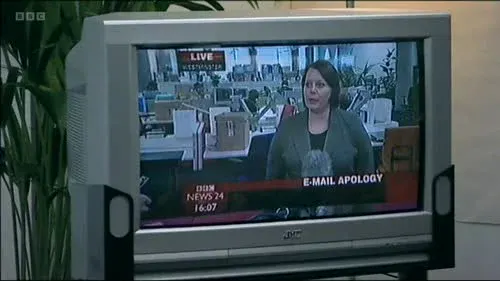 BBC
LIVE
WESTMINSTER
E-MAIL APOLOGY
BBC
NEWS 24
16:07
JVC